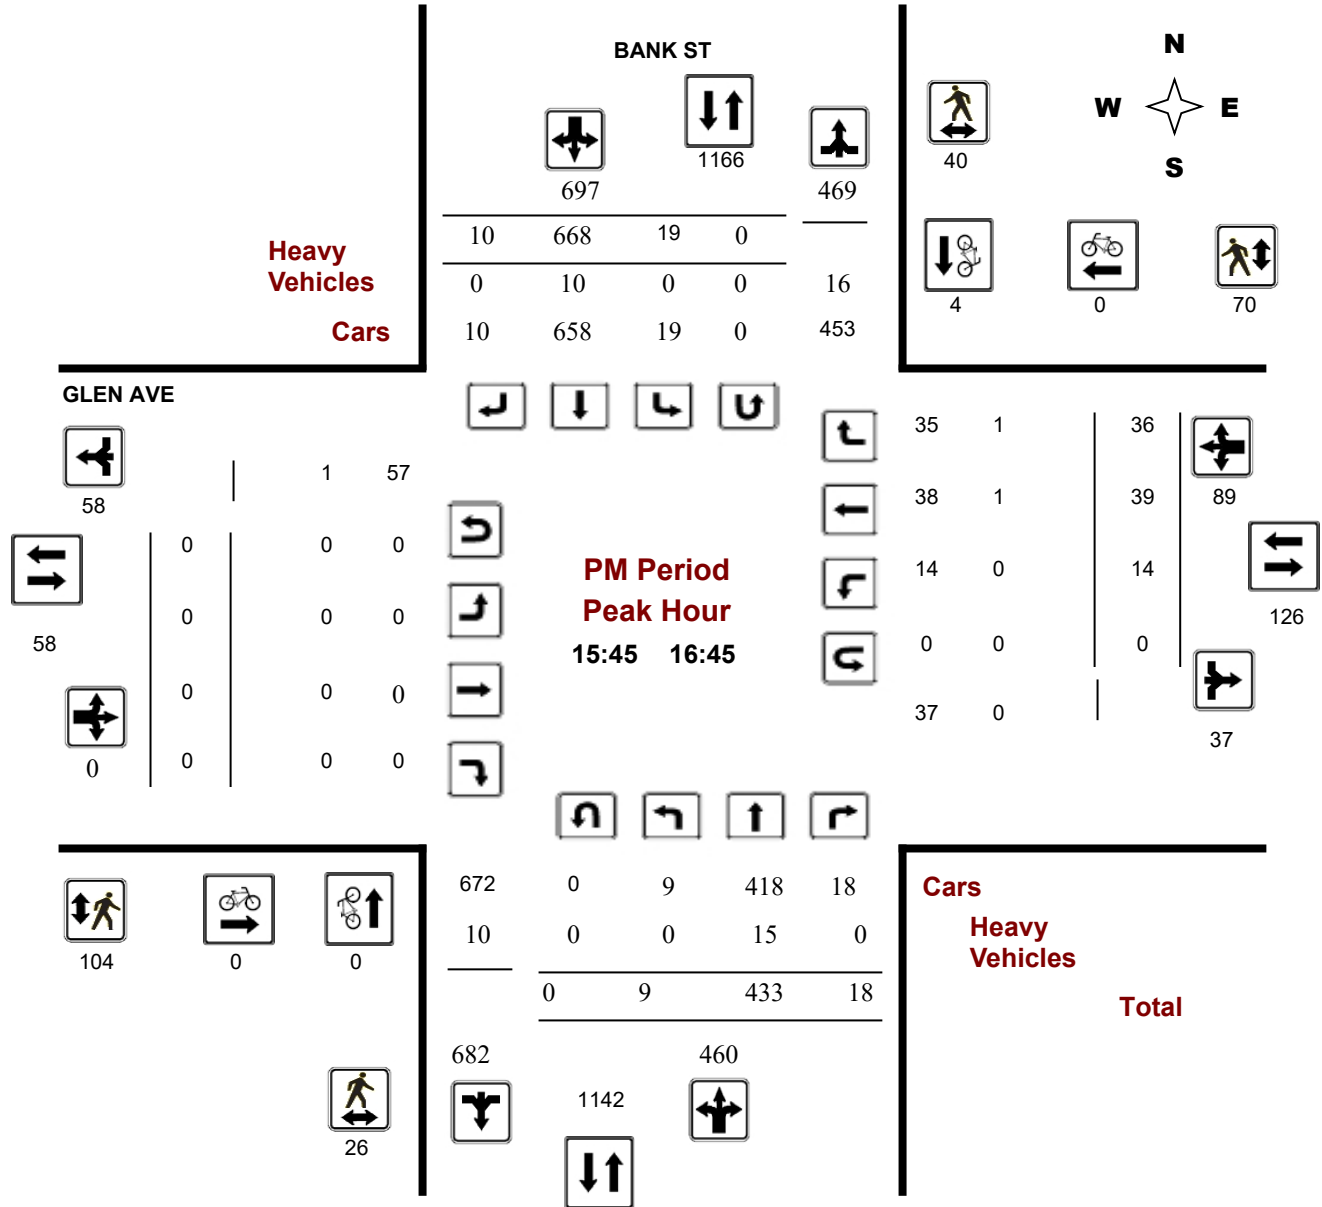 BANK ST
N
W E
S
1166
40
697
469
10 668 19 0
Heavy
Vehicles
0 10 0 0 16
4 0 70
Cars
10 658 19 0 453
GLEN AVE
35 1 36
1 57
58
38 1 39 89
0 0 0
PM Period
Peak Hour
14 0 14
0 0 0
126
58
15:45 16:45
0 0 0
0 0 0
37 0
37
0
0 0 0
672 0 9 418 18
Cars
10 0 0 15 0
Heavy
Vehicles
104 0 0
0 9 433 18
Total
682 460
1142
26